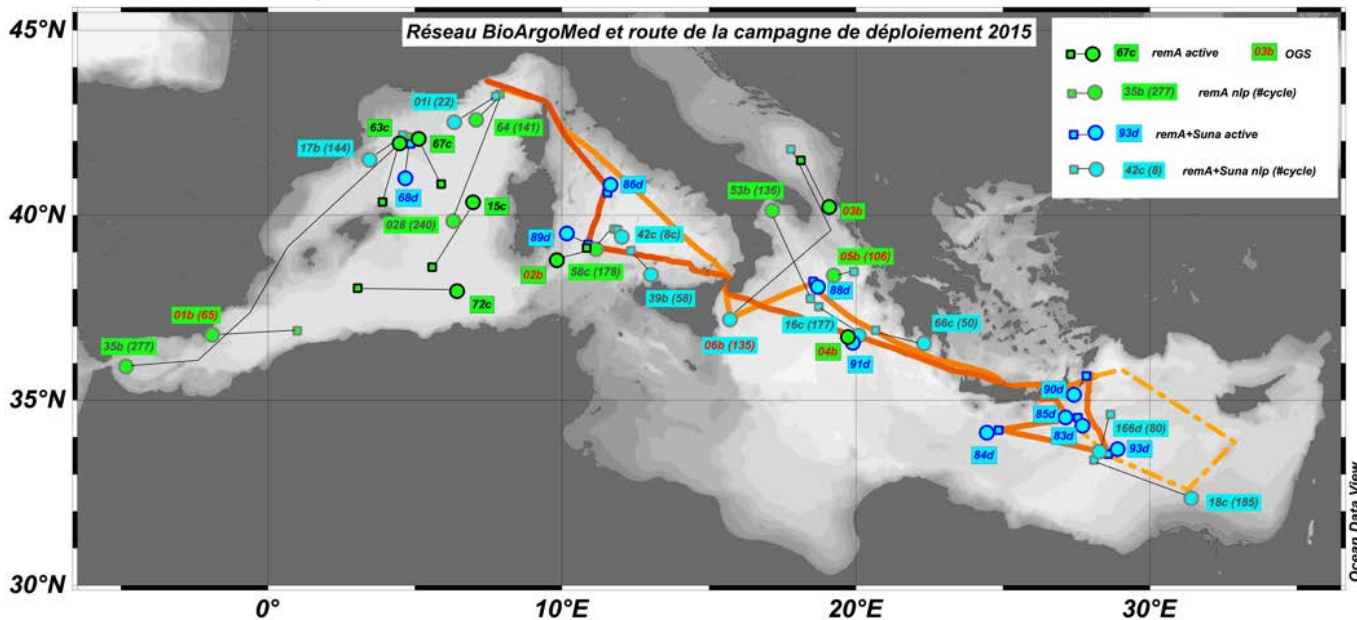 Réseau BioArgoMed et route de la campagne de déploiement 2015
45°N
40°N
35°N
30°N
0°
10°E
20°E
30°E
67c remA active
03b OGS
35b (277) remA nlp (#cycle)
93d remA+Suna active
42c (8) remA+Suna nlp (#cycle)
01i (22)
64 (141)
63c
67c
17b (144)
68d
028 (240)
15c
72c
01b (65)
35b (277)
86d
89d
42c (8c)
02b
58c (178)
39b (58)
53b (136)
03b
05b (106)
88d
16c (177)
66c (50)
06b (135)
04b
91d
90d
85d
83d
166d (80)
84d
93d
18c (185)
Ocean Data View